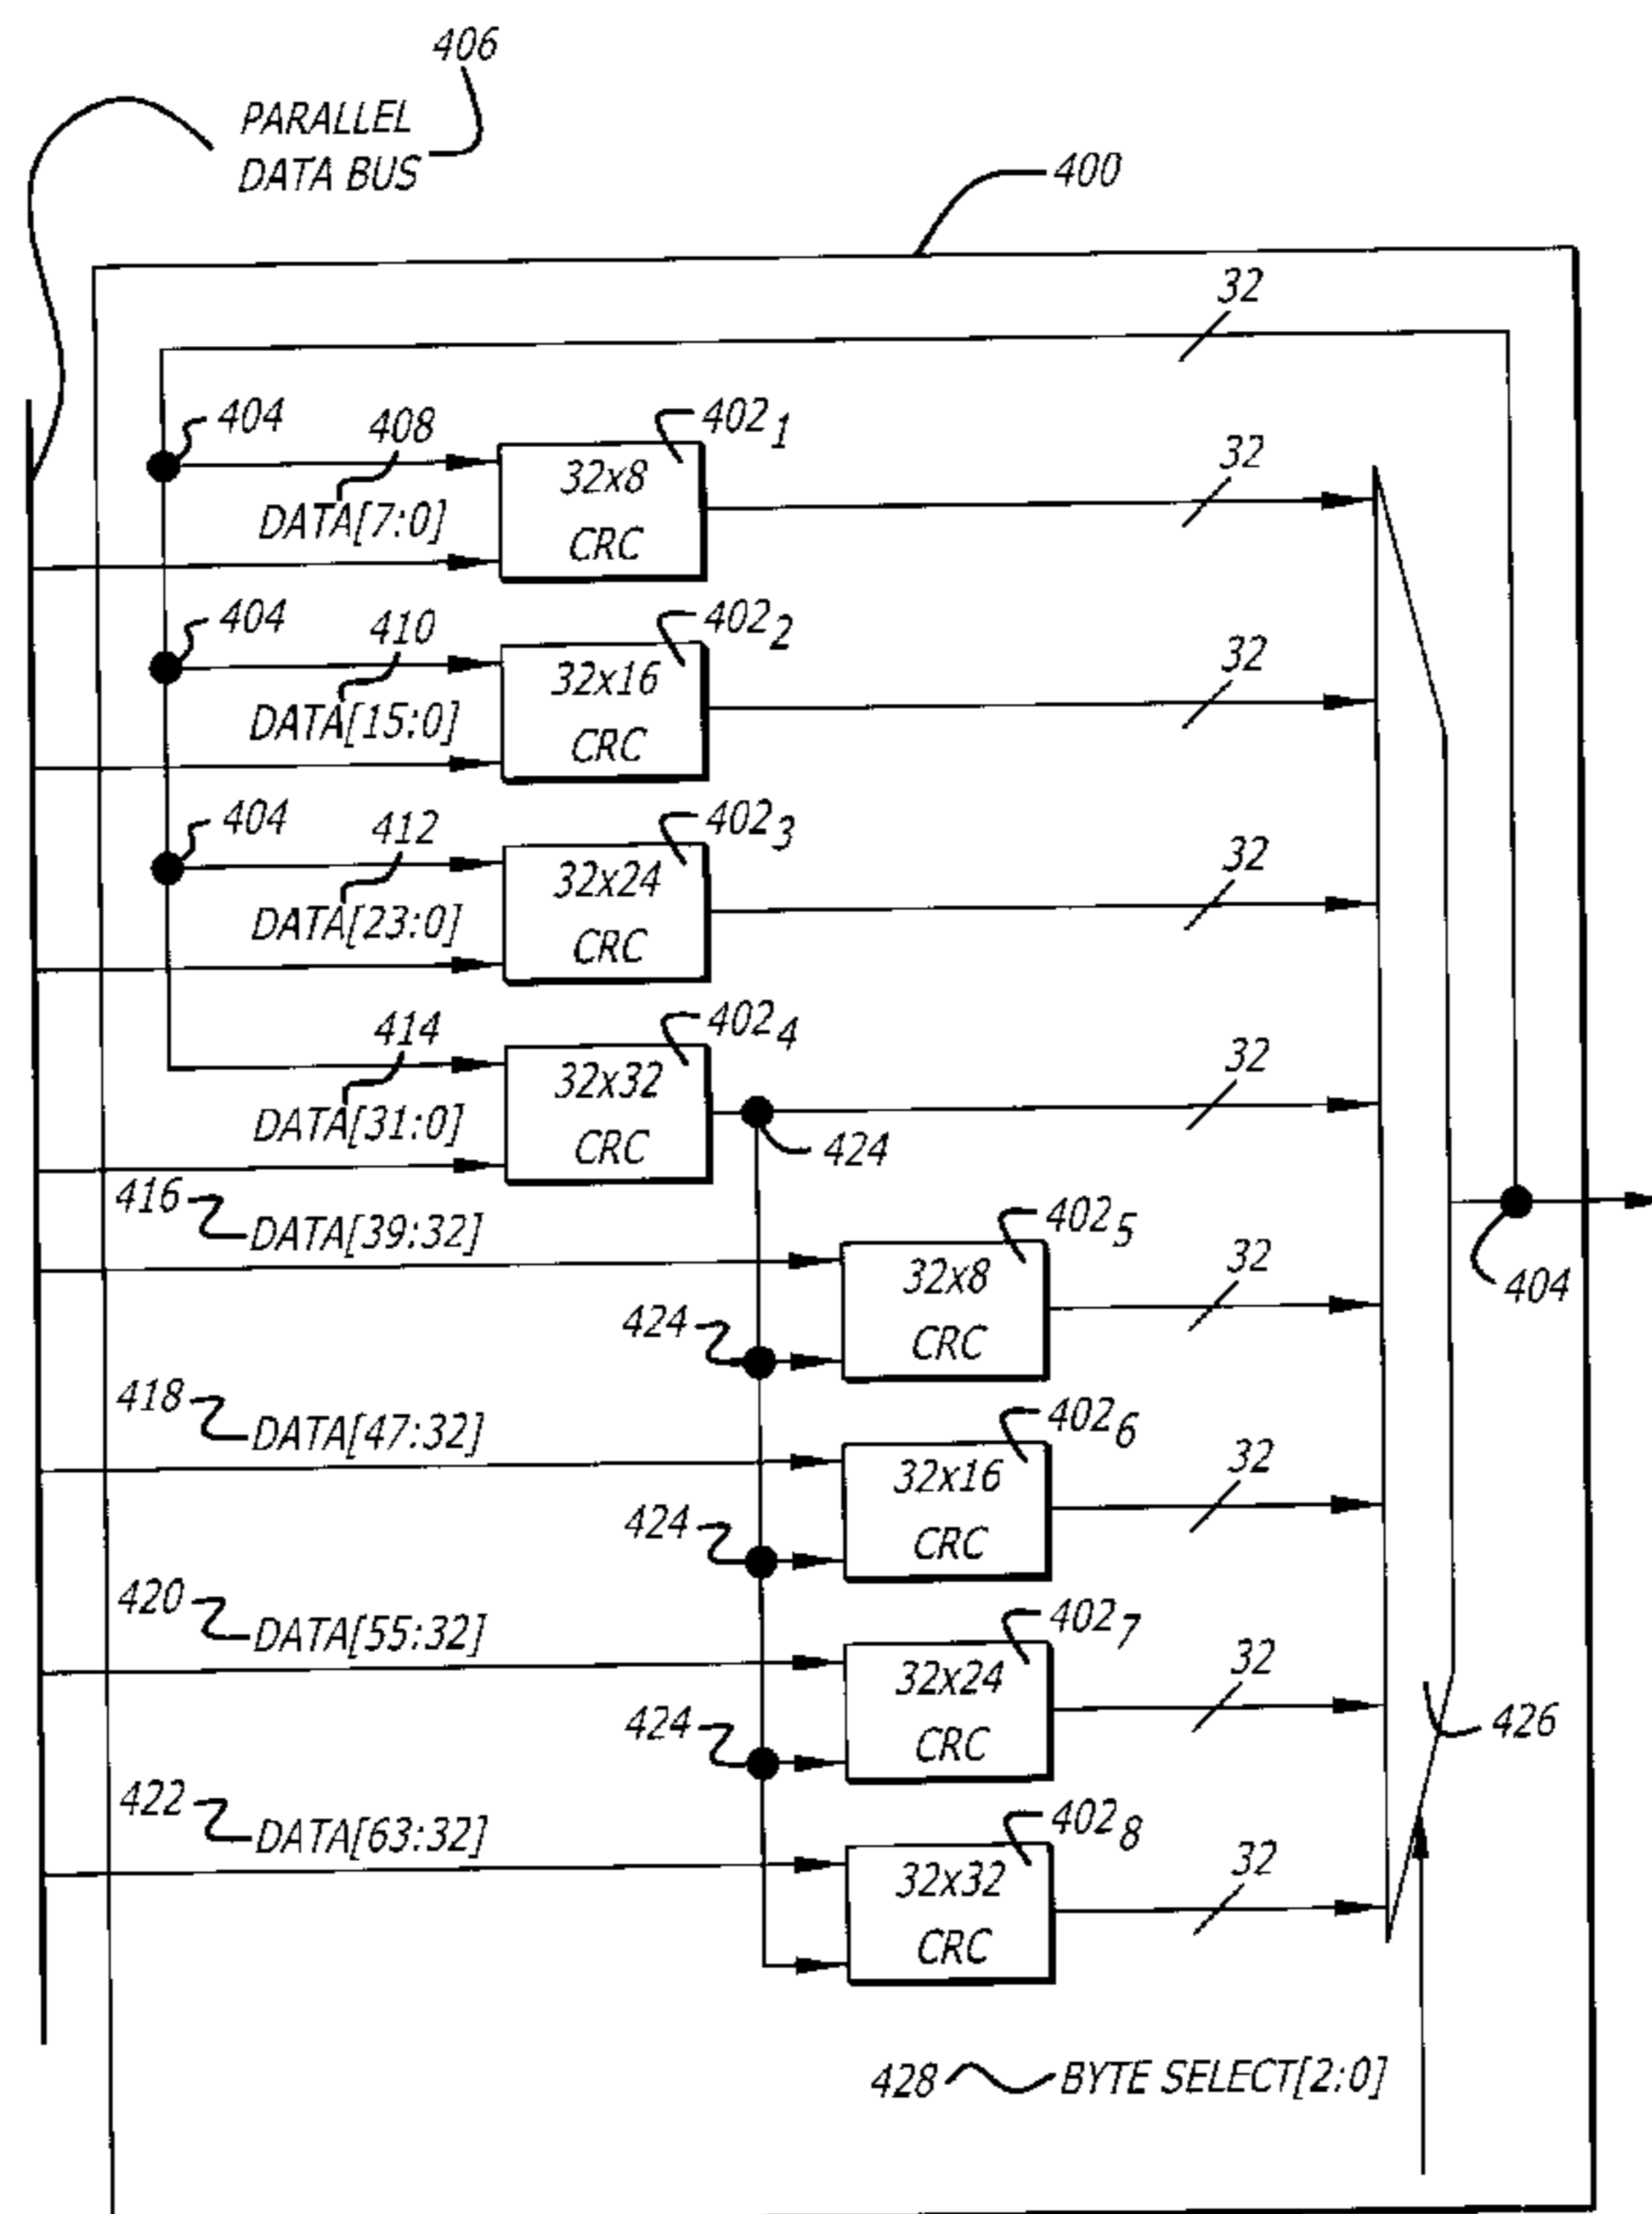 406
PARALLEL
DATA BUS
400
32
404
408
402 1
32
32x8
DATA[7:0]
CRC
404
410
402 2
32
32x16
DATA[15:0]
CRC
404
412
402 3
32
32x24
DATA[23:0]
CRC
414
402 4
32
32x32
DATA[31:0]
CRC
424
416
DATA[39:32]
402 5
32
32x8
404
424
CRC
418
DATA[47:32]
402 6
32
32x16
424
CRC
420
DATA[55:32]
402 7
32
32x24
424
CRC
426
422
DATA[63:32]
402 8
32
32x32
CRC
428
BYTE SELECT[2:0]